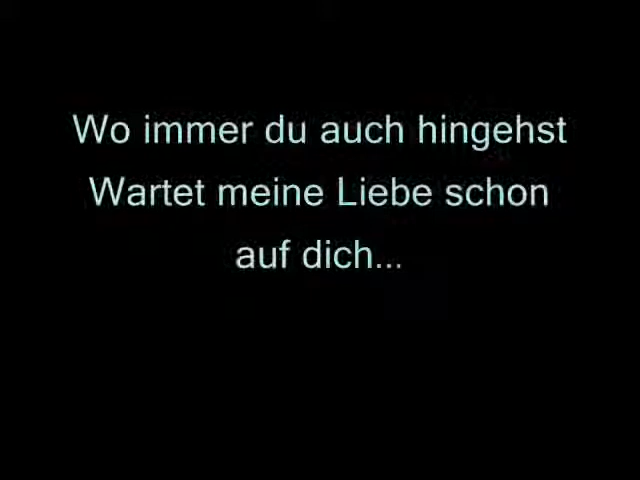 Wo immer du auch hingehst
Wartet meine Liebe schon
auf dich...